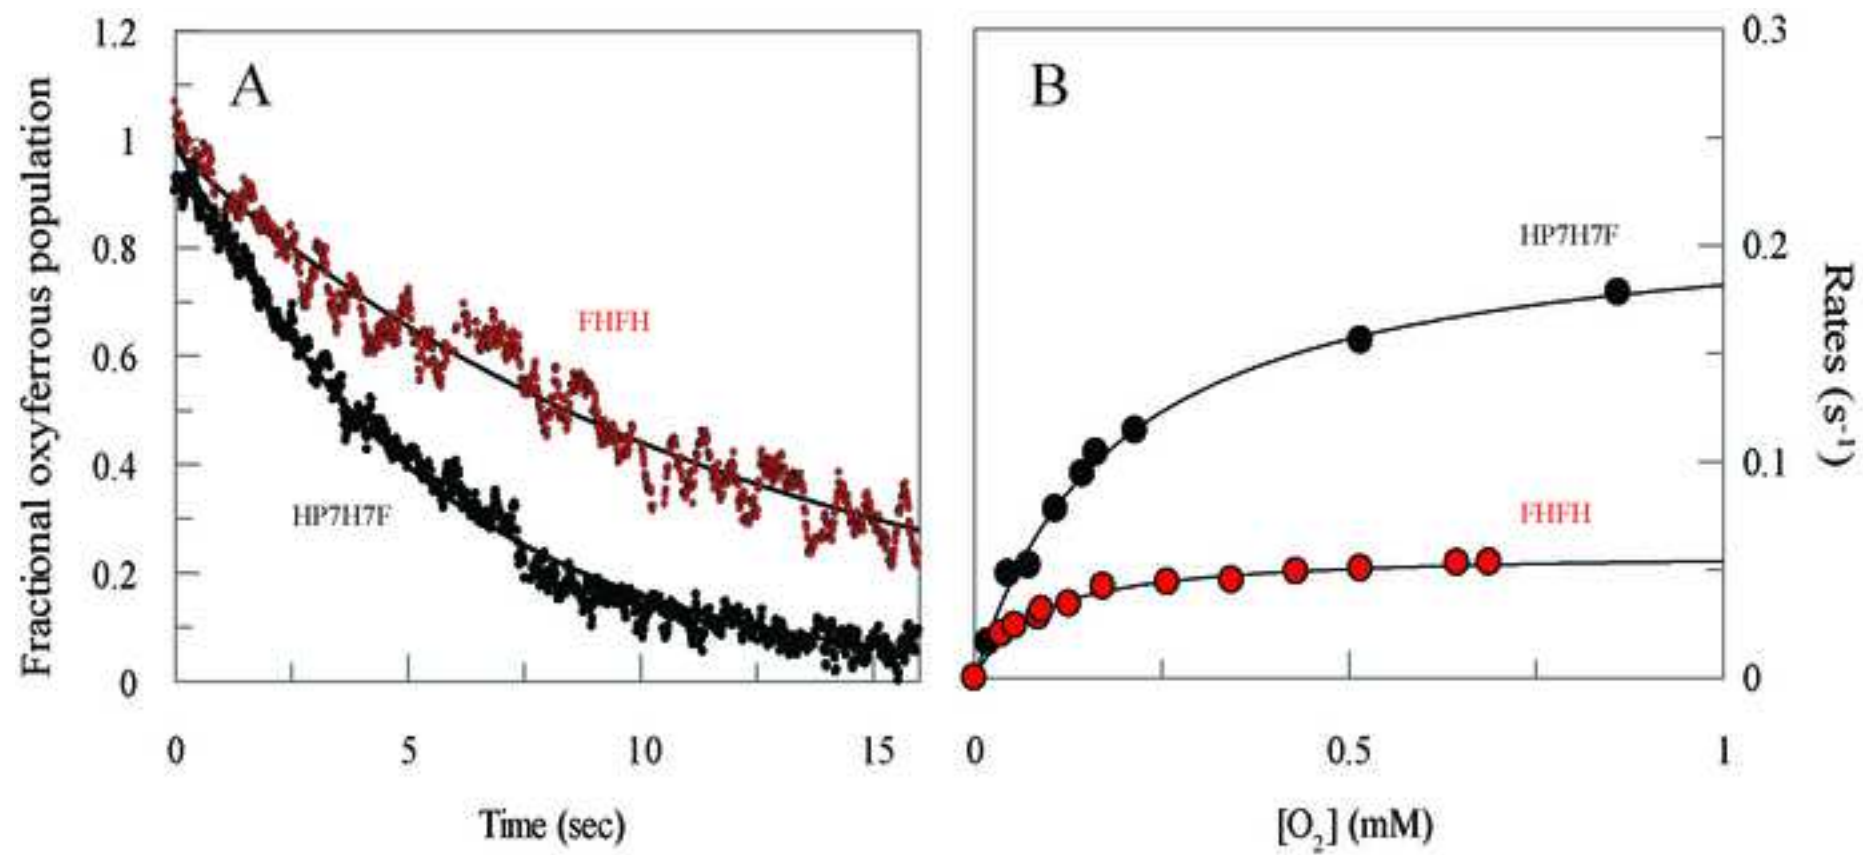 Fractional oxyferrous population
1.2
1
0.8
0.6
0.4
0.2
0
A
FHFH
HP7H7F
0 5 10 15
Time (sec)
B
HP7H7F
FHFH
0.3
0.2
0.1
0
Rates (s⁻¹)
0 0.5 1
[O₂] (mM)